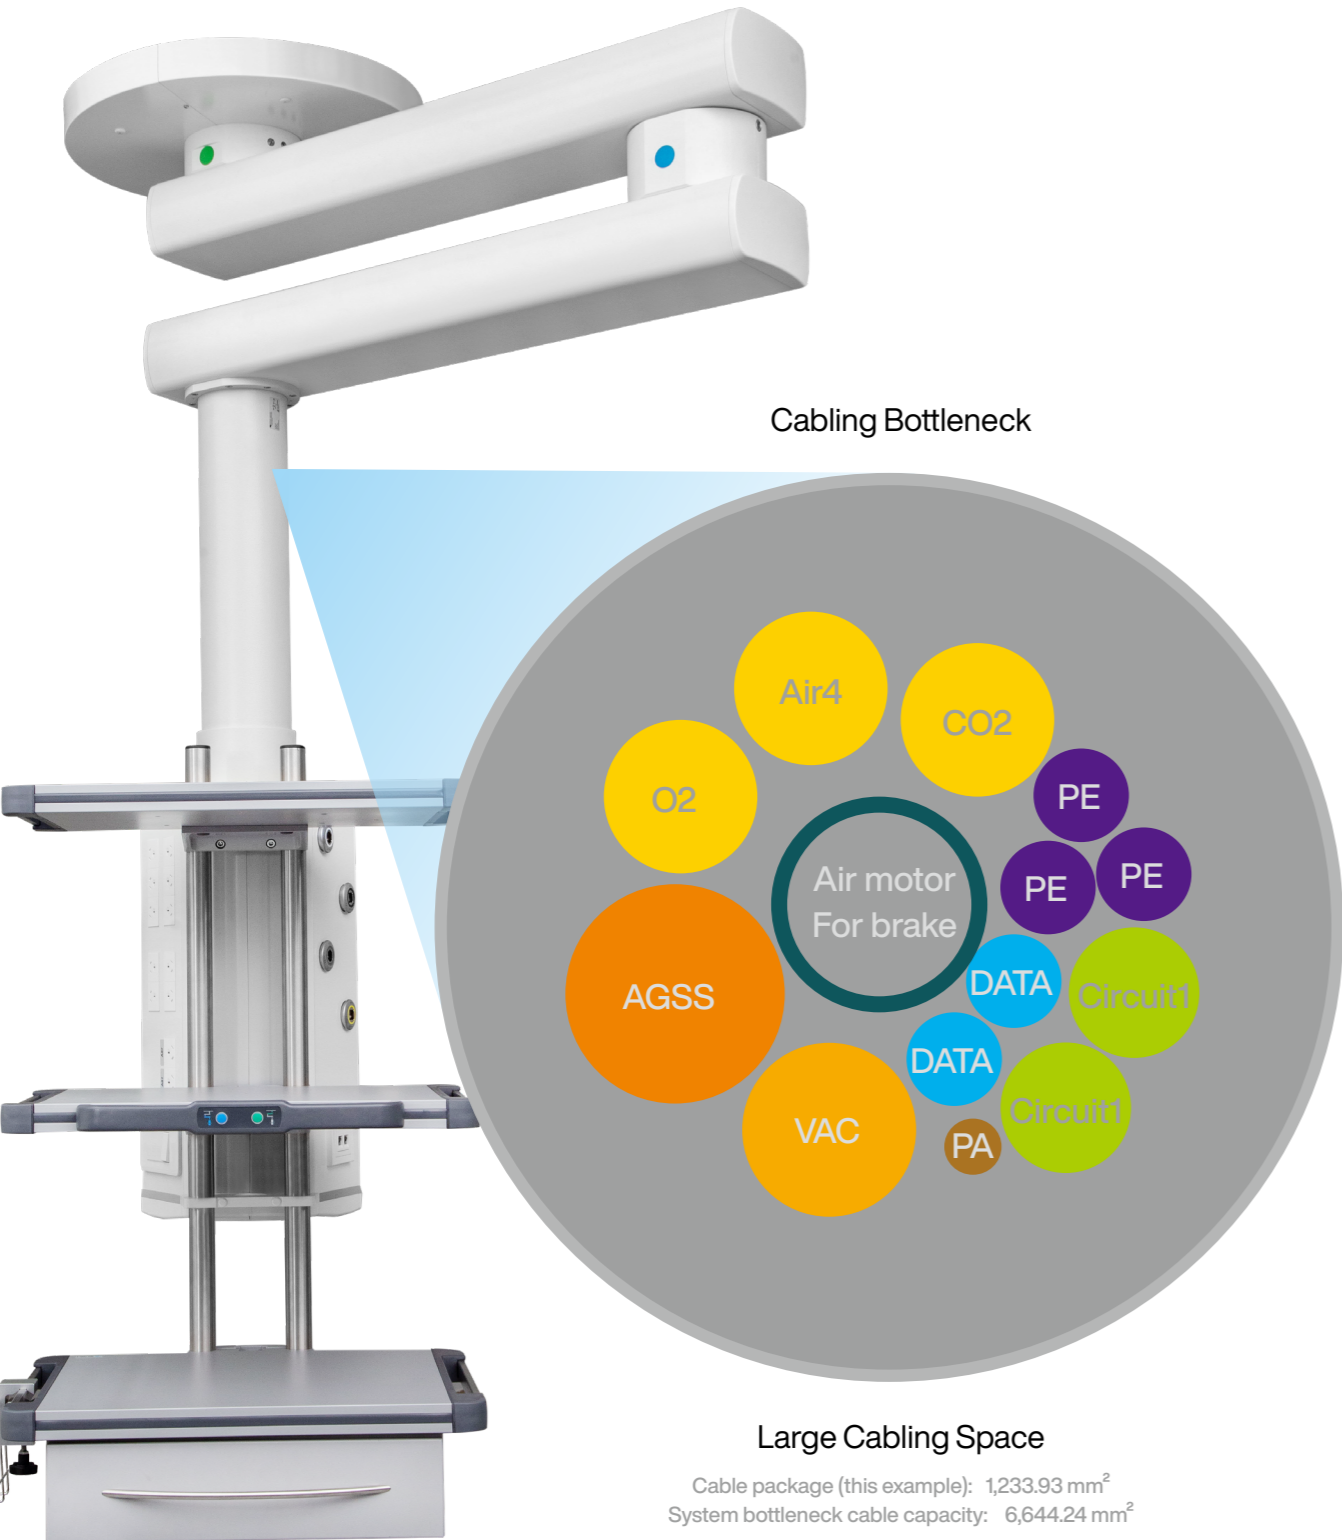 Cabling Bottleneck
Air4
CO2
O2
PE
PE
PE
Air motor
For brake
AGSS
DATA
Circuit1
DATA
Circuit1
VAC
PA
Large Cabling Space
Cable package (this example): 1,233.93 mm²
System bottleneck cable capacity: 6,644.24 mm²